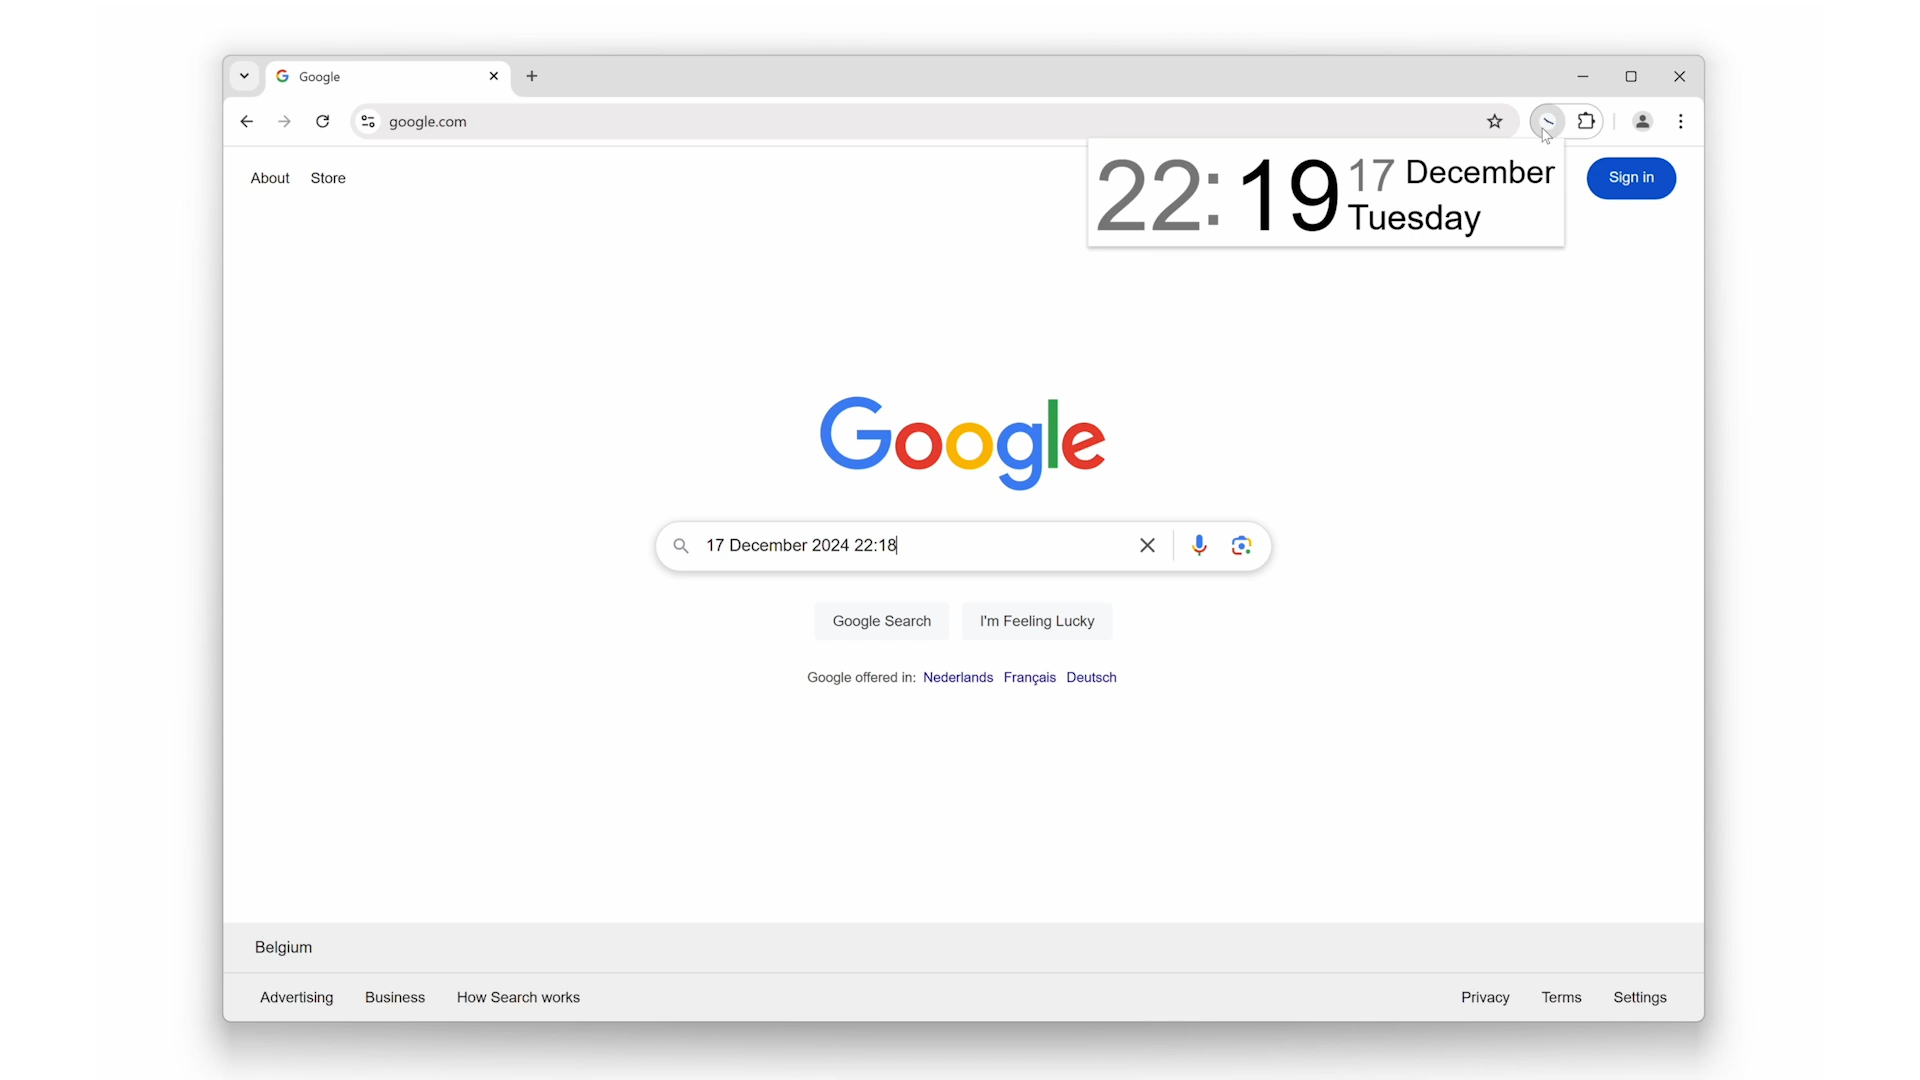 Google
google.com
About Store
22:19 17 December
Tuesday
Sign in
Google
17 December 2024 22:18
Google Search I'm Feeling Lucky
Google offered in: Nederlands Français Deutsch
Belgium
Advertising Business How Search works Privacy Terms Settings